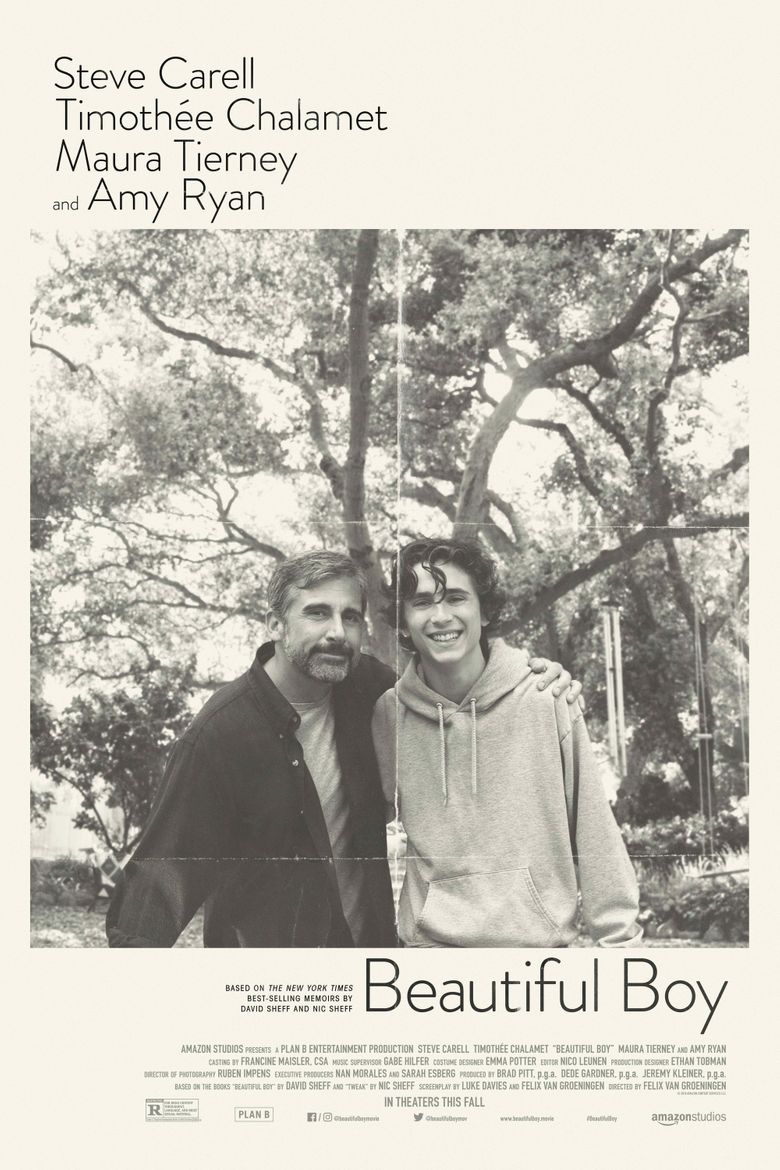 Steve Carell
Timothée Chalamet
Maura Tierney
and Amy Ryan
BASED ON THE NEW YORK TIMES
BEST-SELLING MEMOIRS BY
DAVID SHEFF AND NIC SHEFF
Beautiful Boy
AMAZON STUDIOS PRESENTS A PLAN B ENTERTAINMENT PRODUCTION STEVE CARELL TIMOTHÉE CHALAMET "BEAUTIFUL BOY" MAURA TIERNEY AND AMY RYAN
CASTING BY FRANCINE MAISLER, CSA MUSIC SUPERVISOR GABE HILFER COSTUME DESIGNER EMMA POTTER EDITOR NICO LEUNEN PRODUCTION DESIGNER ETHAN TOBMAN
DIRECTOR OF PHOTOGRAPHY RUBEN IMPENS EXECUTIVE PRODUCERS NAN MORALES AND SARAH ESBERG PRODUCED BY BRAD PITT, p.g.a. DEDE GARDNER, p.g.a. JEREMY KLEINER, p.g.a.
BASED ON THE BOOKS "BEAUTIFUL BOY" BY DAVID SHEFF AND "TWEAK" BY NIC SHEFF SCREENPLAY BY LUKE DAVIES AND FELIX VAN GROENINGEN DIRECTED BY FELIX VAN GROENINGEN
IN THEATERS THIS FALL
R
PLAN B
/ @beautifulboymovie
@beautifulboymov
www.beautifulboy.movie
#BeautifulBoy
amazonstudios